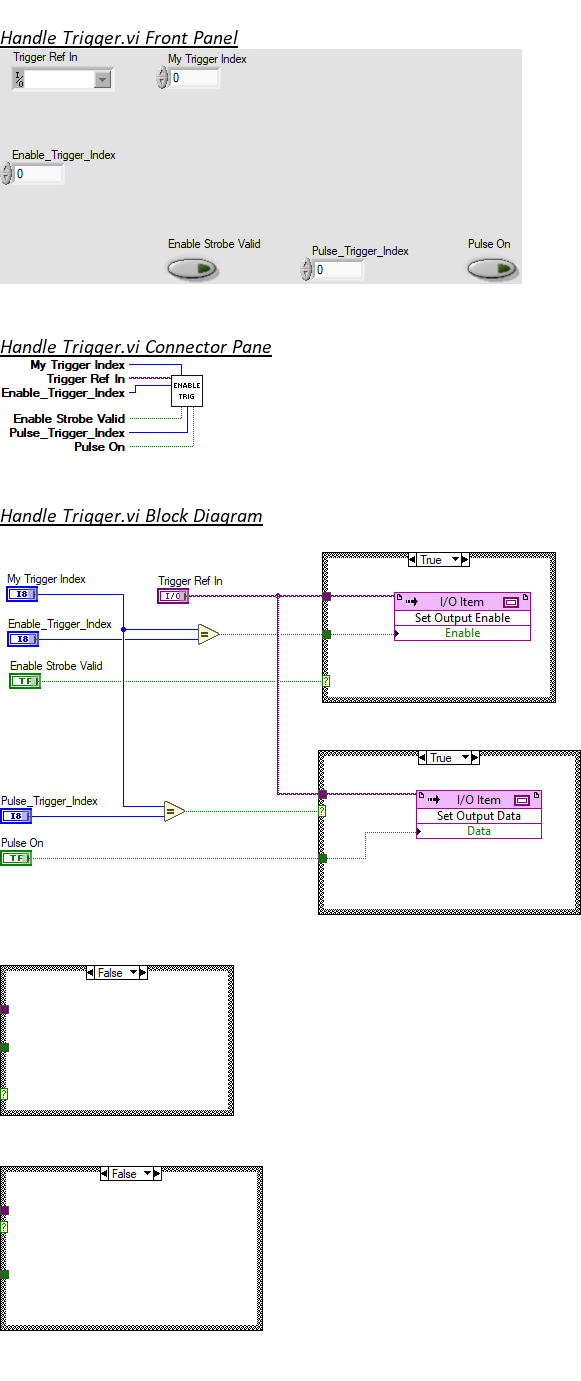 Handle Trigger.vi Front Panel
Trigger Ref In
My Trigger Index
I/O
0
Enable_Trigger_Index
0
Enable Strobe Valid
Pulse_Trigger_Index
Pulse On
0
Handle Trigger.vi Connector Pane
My Trigger Index
Trigger Ref In
Enable_Trigger_Index
ENABLE
TRIG
Enable Strobe Valid
Pulse_Trigger_Index
Pulse On
Handle Trigger.vi Block Diagram
True
My Trigger Index
Trigger Ref In
I8
I/O
I/O Item
Set Output Enable
Enable
Enable_Trigger_Index
I8
=
Enable Strobe Valid
TF
?
True
Pulse_Trigger_Index
I8
=
?
I/O Item
Set Output Data
Data
Pulse On
TF
False
?
False
?